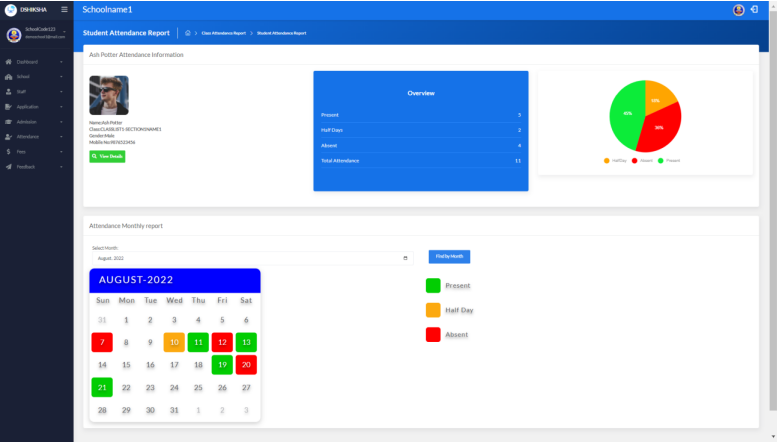 DSHIKSHA
Schoolname1
SchoolCode123
Student Attendance Report
Class Attendance Report > Student Attendance Report
Dashboard
School
Staff
Application
Admission
Attendance
Fees
Feedback
Ash Potter Attendance Information
Name:Ash Potter
Class:CLASSLIST1-SECTION1(NAME1
Gender:Male
Mobile No:9876523456
View Details
Overview
Present 5
Half Days 2
Absent 4
Total Attendance 11
45%
36%
HalfDay Absent Present
Attendance Monthly report
Select Month:
August, 2022
Find by Month
AUGUST-2022
Sun Mon Tue Wed Thu Fri Sat
31 1 2 3 4 5 6
7 8 9 10 11 12 13
14 15 16 17 18 19 20
21 22 23 24 25 26 27
28 29 30 31 1 2 3
Present
Half Day
Absent